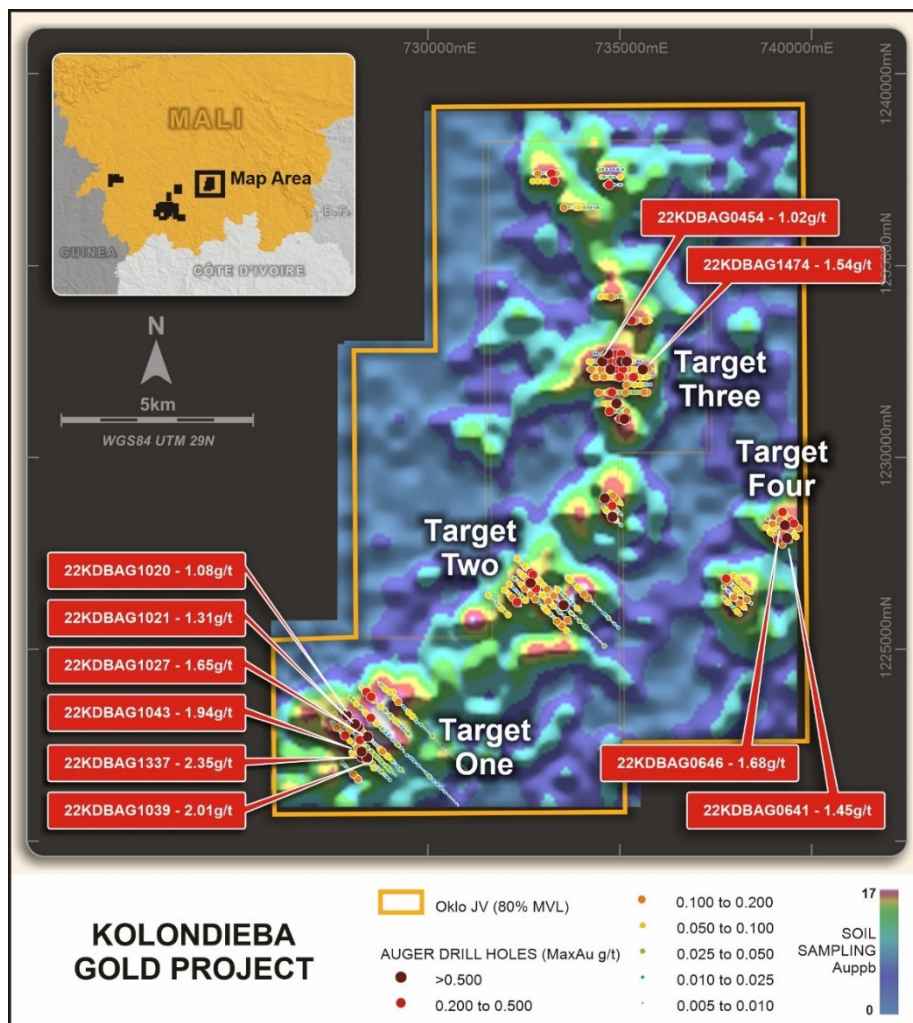 730000mE
735000mE
740000mE
1240000mN
MALI
Map Area
GUINEA
CÔTE D'IVOIRE
N
5km
WGS84 UTM 29N
22KDBAG0454 - 1.02g/t
22KDBAG1474 - 1.54g/t
Target
Three
1230000mN
Target
Four
Target
Two
22KDBAG1020 - 1.08g/t
22KDBAG1021 - 1.31g/t
22KDBAG1027 - 1.65g/t
22KDBAG1043 - 1.94g/t
22KDBAG1337 - 2.35g/t
22KDBAG1039 - 2.01g/t
1225000mN
Target
One
22KDBAG0646 - 1.68g/t
22KDBAG0641 - 1.45g/t
KOLONDIEBA
GOLD PROJECT
Oklo JV (80% MVL)
AUGER DRILL HOLES (MaxAu g/t)
>0.500
0.200 to 0.500
0.100 to 0.200
0.050 to 0.100
0.025 to 0.050
0.010 to 0.025
0.005 to 0.010
17
SOIL
SAMPLING
Auppb
0